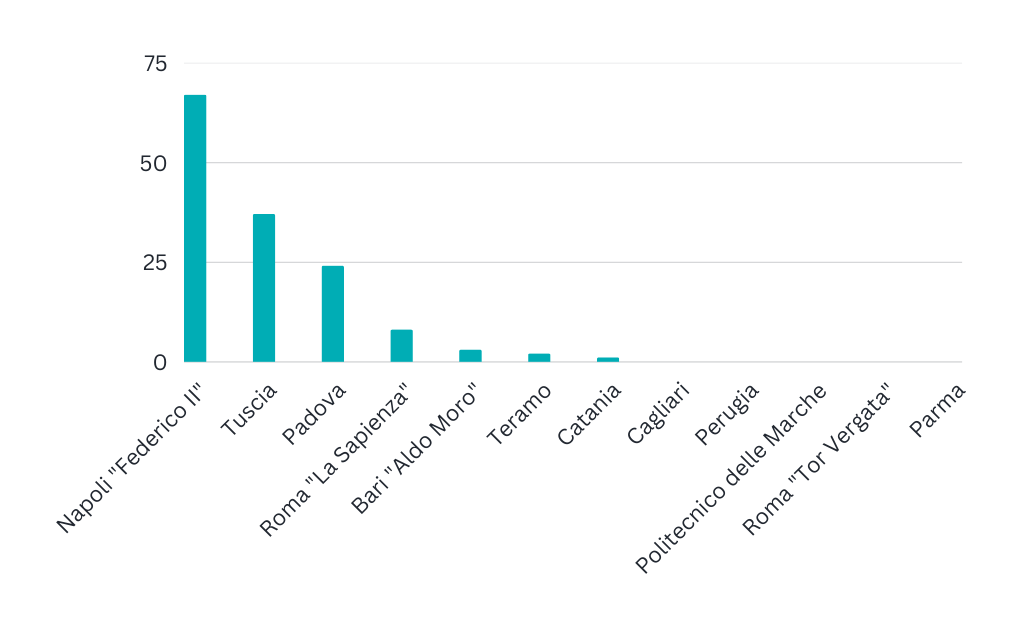 75
50
25
0
Napoli "Federico II"
Tuscia
Padova
Roma "La Sapienza"
Bari "Aldo Moro"
Teramo
Catania
Cagliari
Perugia
Politecnico delle Marche
Roma "Tor Vergata"
Parma